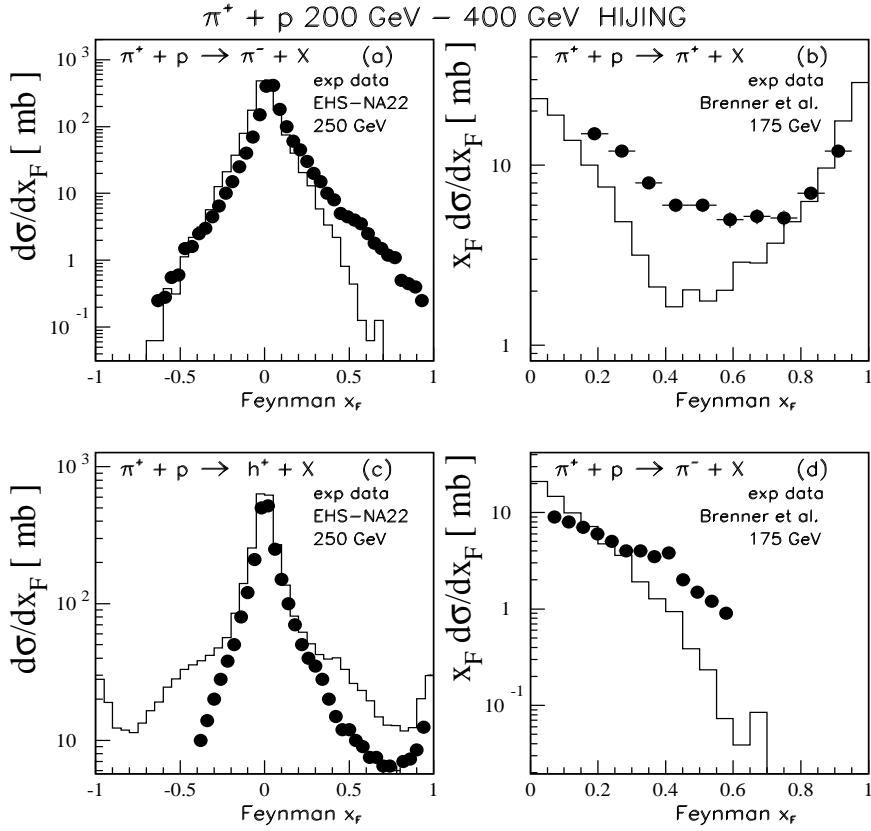 π⁺ + p 200 GeV – 400 GeV HIJING
π⁺ + p → π⁻ + X (a)
exp data
EHS-NA22
250 GeV
dσ/dx_F [ mb ]
10³
10²
10
1
10⁻¹
-1 -0.5 0 0.5 1
Feynman x_F
π⁺ + p → π⁺ + X (b)
exp data
Brenner et al.
175 GeV
x_F dσ/dx_F [ mb ]
10
1
0 0.2 0.4 0.6 0.8 1
Feynman x_F
π⁺ + p → h⁺ + X (c)
exp data
EHS-NA22
250 GeV
dσ/dx_F [ mb ]
10³
10²
10
-1 -0.5 0 0.5 1
Feynman x_F
π⁺ + p → π⁻ + X (d)
exp data
Brenner et al.
175 GeV
x_F dσ/dx_F [ mb ]
10
1
10⁻¹
0 0.2 0.4 0.6 0.8 1
Feynman x_F